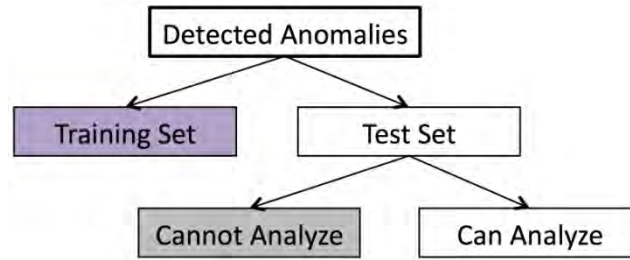 Detected Anomalies
Training Set
Test Set
Cannot Analyze
Can Analyze